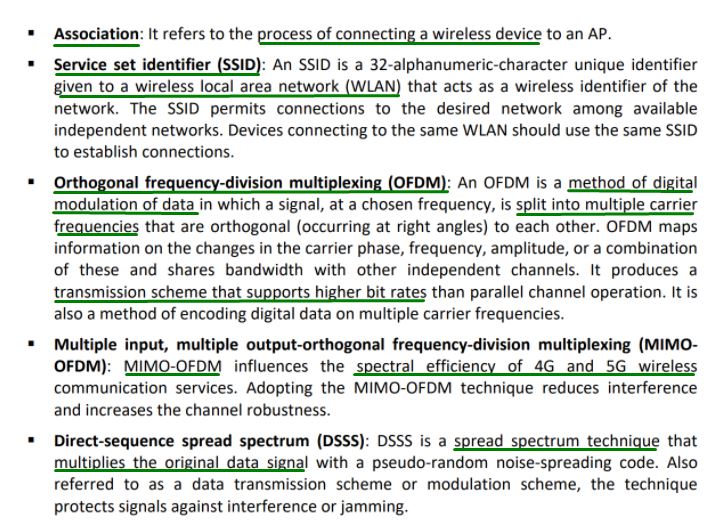 ▪ Association: It refers to the process of connecting a wireless device to an AP.
▪ Service set identifier (SSID): An SSID is a 32-alphanumeric-character unique identifier
given to a wireless local area network (WLAN) that acts as a wireless identifier of the
network. The SSID permits connections to the desired network among available
independent networks. Devices connecting to the same WLAN should use the same SSID
to establish connections.
▪ Orthogonal frequency-division multiplexing (OFDM): An OFDM is a method of digital
modulation of data in which a signal, at a chosen frequency, is split into multiple carrier
frequencies that are orthogonal (occurring at right angles) to each other. OFDM maps
information on the changes in the carrier phase, frequency, amplitude, or a combination
of these and shares bandwidth with other independent channels. It produces a
transmission scheme that supports higher bit rates than parallel channel operation. It is
also a method of encoding digital data on multiple carrier frequencies.
▪ Multiple input, multiple output-orthogonal frequency-division multiplexing (MIMO-
OFDM): MIMO-OFDM influences the spectral efficiency of 4G and 5G wireless
communication services. Adopting the MIMO-OFDM technique reduces interference
and increases the channel robustness.
▪ Direct-sequence spread spectrum (DSSS): DSSS is a spread spectrum technique that
multiplies the original data signal with a pseudo-random noise-spreading code. Also
referred to as a data transmission scheme or modulation scheme, the technique
protects signals against interference or jamming.